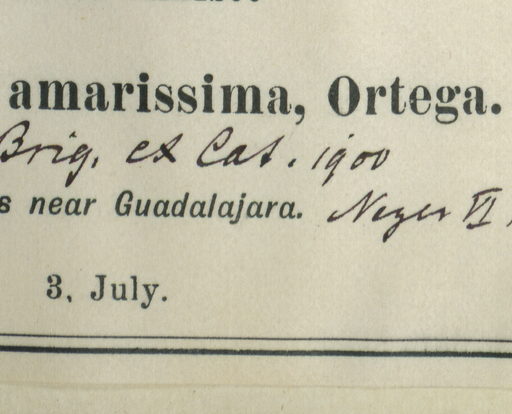 amarissima, Ortega.
Brig, ex Cat. 1900
s near Guadalajara. Neger VI
3, July.